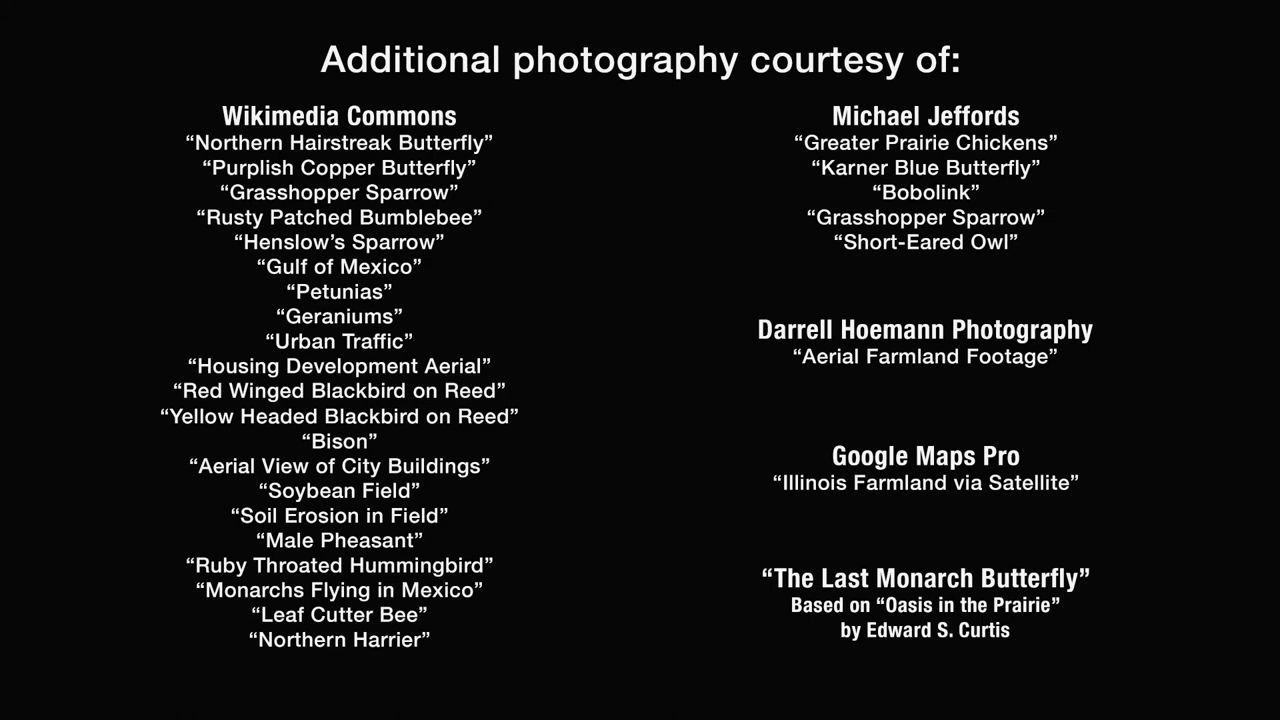 Additional photography courtesy of:
Wikimedia Commons
“Northern Hairstreak Butterfly”
“Purplish Copper Butterfly”
“Grasshopper Sparrow”
“Rusty Patched Bumblebee”
“Henslow’s Sparrow”
“Gulf of Mexico”
“Petunias”
“Geraniums”
“Urban Traffic”
“Housing Development Aerial”
“Red Winged Blackbird on Reed”
“Yellow Headed Blackbird on Reed”
“Bison”
“Aerial View of City Buildings”
“Soybean Field”
“Soil Erosion in Field”
“Male Pheasant”
“Ruby Throated Hummingbird”
“Monarchs Flying in Mexico”
“Leaf Cutter Bee”
“Northern Harrier”
Michael Jeffords
“Greater Prairie Chickens”
“Karner Blue Butterfly”
“Bobolink”
“Grasshopper Sparrow”
“Short-Eared Owl”
Darrell Hoemann Photography
“Aerial Farmland Footage”
Google Maps Pro
“Illinois Farmland via Satellite”
“The Last Monarch Butterfly”
Based on “Oasis in the Prairie”
by Edward S. Curtis